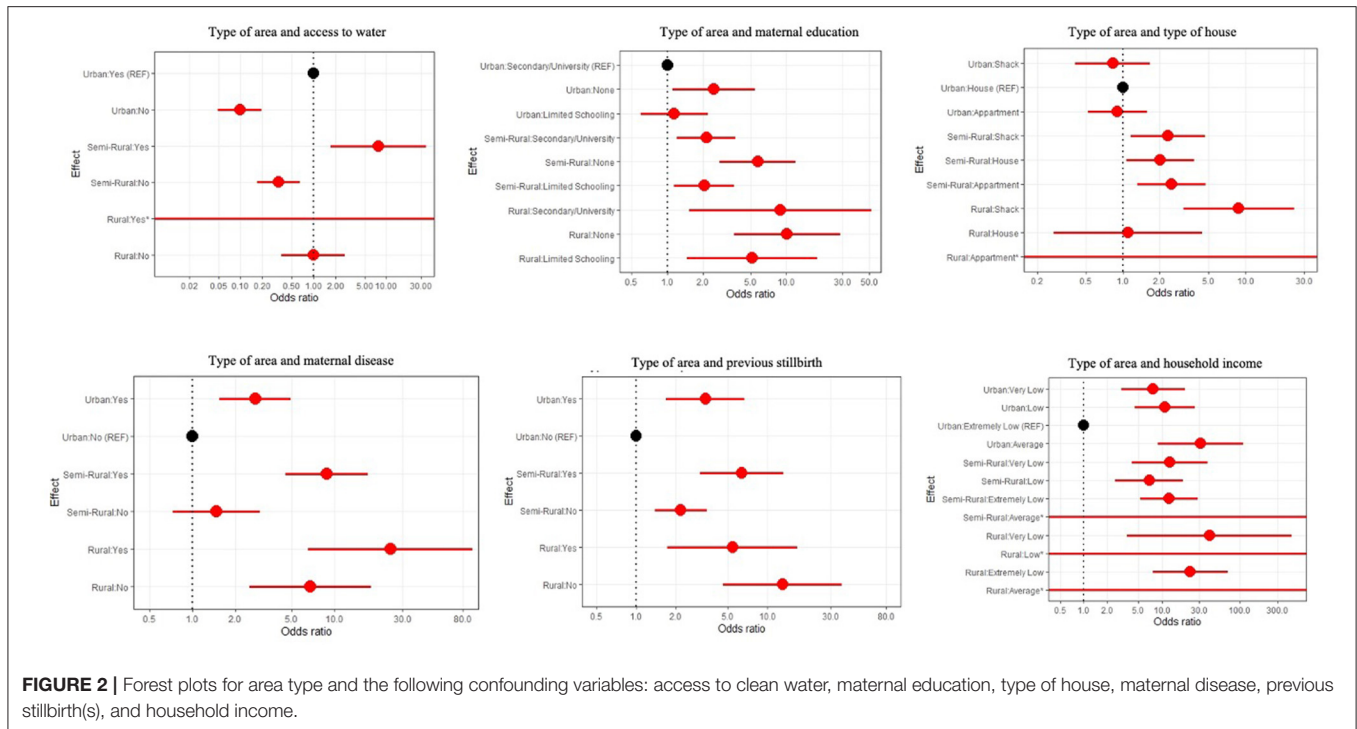 Type of area and access to water
Effect
Urban:Yes (REF)
Urban:No
Semi-Rural:Yes
Semi-Rural:No
Rural:Yes*
Rural:No
0.02 0.05 0.10 0.20 0.50 1.00 2.00 5.00 10.00 30.00
Odds ratio
Type of area and maternal education
Effect
Urban:Secondary/University (REF)
Urban:None
Urban:Limited Schooling
Semi-Rural:Secondary/University
Semi-Rural:None
Semi-Rural:Limited Schooling
Rural:Secondary/University
Rural:None
Rural:Limited Schooling
0.5 1.0 2.0 5.0 10.0 30.0 50.0
Odds ratio
Type of area and type of house
Effect
Urban:Shack
Urban:House (REF)
Urban:Appartment
Semi-Rural:Shack
Semi-Rural:House
Semi-Rural:Appartment
Rural:Shack
Rural:House
Rural:Appartment*
0.2 0.5 1.0 2.0 5.0 10.0 30.0
Odds ratio
Type of area and maternal disease
Effect
Urban:Yes
Urban:No (REF)
Semi-Rural:Yes
Semi-Rural:No
Rural:Yes
Rural:No
0.5 1.0 2.0 5.0 10.0 30.0 80.0
Odds ratio
Type of area and previous stillbirth
Effect
Urban:Yes
Urban:No (REF)
Semi-Rural:Yes
Semi-Rural:No
Rural:Yes
Rural:No
0.5 1.0 2.0 5.0 10.0 30.0 80.0
Odds ratio
Type of area and household income
Effect
Urban:Very Low
Urban:Low
Urban:Extremely Low (REF)
Urban:Average
Semi-Rural:Very Low
Semi-Rural:Low
Semi-Rural:Extremely Low
Semi-Rural:Average*
Rural:Very Low
Rural:Low*
Rural:Extremely Low
Rural:Average*
0.5 1.0 2.0 5.0 10.0 30.0 100.0 300.0
Odds ratio
FIGURE 2 | Forest plots for area type and the following confounding variables: access to clean water, maternal education, type of house, maternal disease, previous
stillbirth(s), and household income.